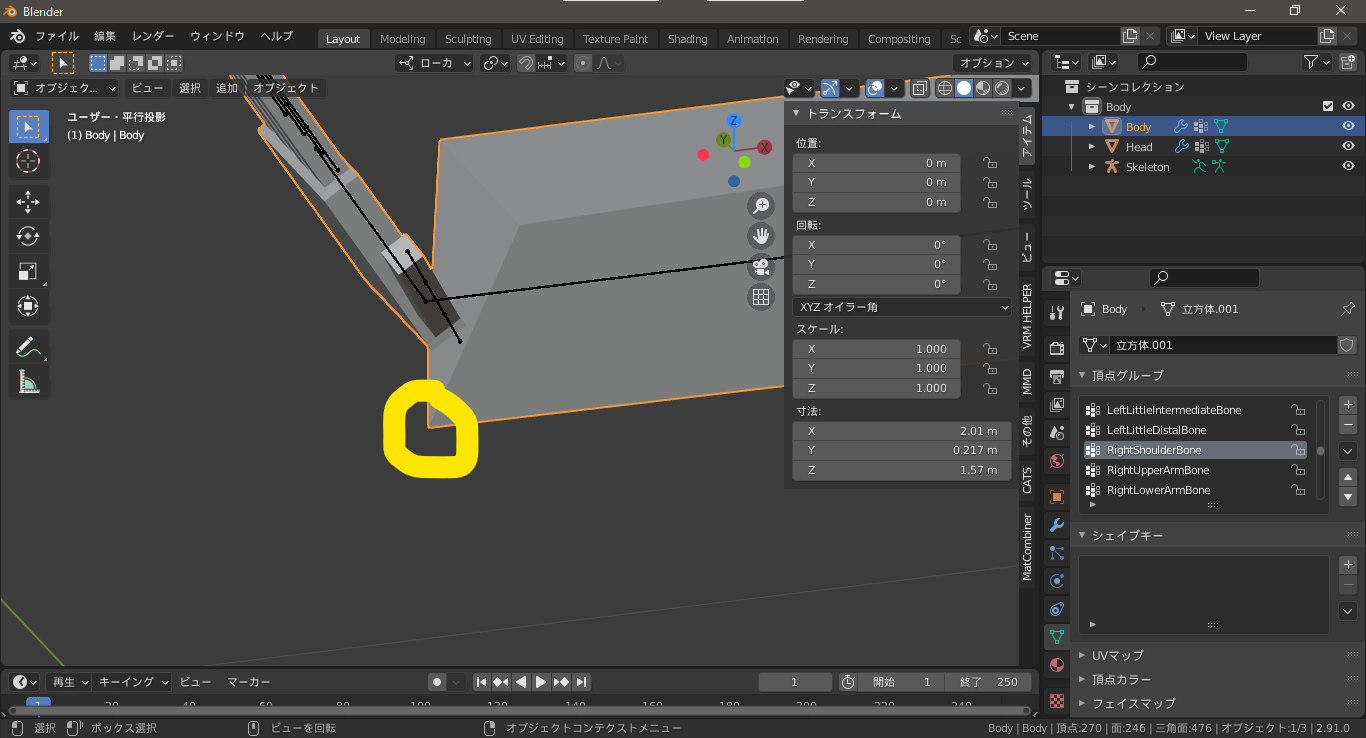 Blender
ファイル 編集 レンダー ウィンドウ ヘルプ Layout Modeling Sculpting UV Editing Texture Paint Shading Animation Rendering Compositing Sc Scene View Layer
ローカ オプション
オブジェク... ビュー 選択 追加 オブジェクト
ユーザー・平行投影
(1) Body | Body
Z
Y
X
トランスフォーム
位置:
X 0 m
Y 0 m
Z 0 m
回転:
X 0°
Y 0°
Z 0°
XYZ オイラー角
スケール:
X 1.000
Y 1.000
Z 1.000
寸法:
X 2.01 m
Y 0.217 m
Z 1.57 m
アイテム
ツール
ビュー
VRM HELPER
MMD
その他
CATS
MatCombiner
シーンコレクション
Body
Body
Head
Skeleton
Body 立方体.001
立方体.001
頂点グループ
LeftLittleIntermediateBone
LeftLittleDistalBone
RightShoulderBone
RightUpperArmBone
RightLowerArmBone
シェイプキー
UVマップ
頂点カラー
フェイスマップ
再生 キーイング ビュー マーカー 1 開始 1 終了 250
1 20 40 60 80 100 120 140 160 180 200 220 240
選択 ボックス選択 ビューを回転 オブジェクトコンテクストメニュー Body | Body | 頂点:270 | 面:246 | 三角面:476 | オブジェクト:1/3 | 2.91.0